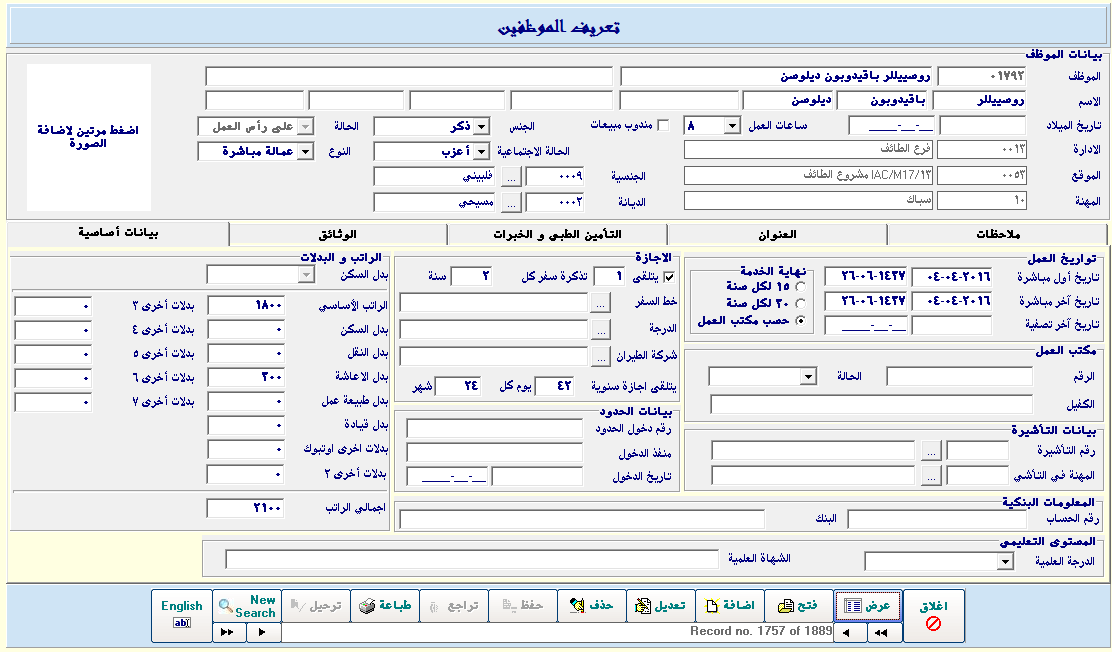 تعريف الموظفين
بيانات الموظف
الموظف ٠١٧٩٢ روصييللر باقيدوبون ديلوصن
الاسم روصييللر باقيدوبون ديلوصن
تاريخ الميلاد __-__-____ ساعات العمل ٨ مندوب مبيعات الجنس ذكر الحالة على رأس العمل
الادارة ٠٠١٣ فرع الطائف الحالة الاجتماعية أعزب النوع عمالة مباشرة
الموقع ٠٠٥٣ IAC/M17/١٣ مشروع الطائف الجنسية ٠٠٠٩ ... فلبيني
المهنة ١٠ سباك الديانة ٠٠٠٢ ... مسيحي
اضغط مرتين لاضافة
الصورة
بيانات أساسية الوثائق التأمين الطبي و الخبرات العنوان ملاحظات
تواريخ العمل
تاريخ أول مباشرة ٠٤-٠٤-٢٠١٦ ٢٦-٠٦-١٤٣٧
تاريخ آخر مباشرة ٠٤-٠٤-٢٠١٦ ٢٦-٠٦-١٤٣٧
تاريخ آخر تصفية __-__-____
نهاية الخدمة
١٥ لكل صنة
٣٠ لكل صنة
حصب مكتب العمل
مكتب العمل
الرقم الحالة
الكفيل
بيانات التأشيرة
رقم التأشيرة ...
المهنة في التأشي ...
الاجازة
يتلقى ١ تذكرة سفر كل ٢ سنة
خط السفر ...
الدرجة ...
شركة الطيران ...
يتلقى اجازة سنوية ٤٢ يوم كل ٢٤ شهر
بيانات الحدود
رقم دخول الحدود
منفذ الدخول
تاريخ الدخول __-__-____
الراتب و البدلات
بدل السكن
الراتب الأساسي ١٨٠٠ بدلات أخرى ٣ ٠
بدل السكن ٠ بدلات أخرى ٤ ٠
بدل النقل ٠ بدلات أخرى ٥ ٠
بدل الاعاشة ٣٠٠ بدلات أخرى ٦ ٠
بدل طبيعة عمل ٠ بدلات أخرى ٧ ٠
بدل قيادة ٠
بدلات اخرى اوتبوك ٠
بدلات أخرى ٢ ٠
اجمالي الراتب ٢١٠٠
المعلومات البنكية
رقم الحساب البنك
المستوى التعليمي
الدرجة العلمية الشهاة العلمية
اغلاق عرض فتح اضافة تعديل حذف حفظ تراجع طباعة ترحيل New Search English
ab
Record no. 1757 of 1889